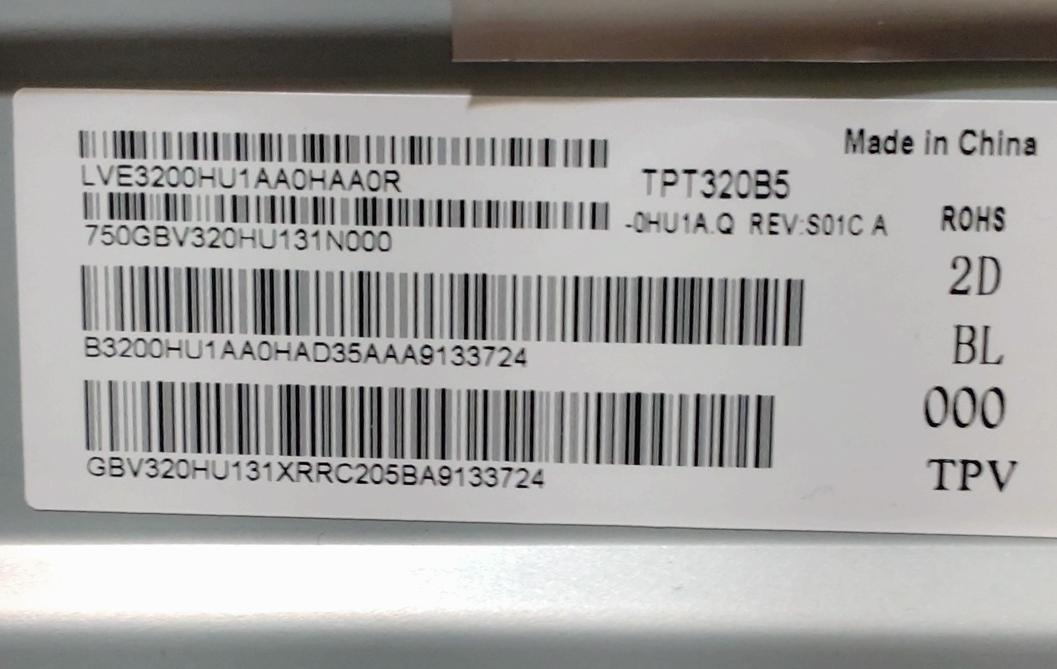 Made in China
LVE3200HU1AA0HAA0R
TPT320B5
-0HU1A.Q REV:S01C A
ROHS
750GBV320HU131N000
2D
B3200HU1AA0HAD35AAA9133724
BL
000
GBV320HU131XRRC205BA9133724
TPV